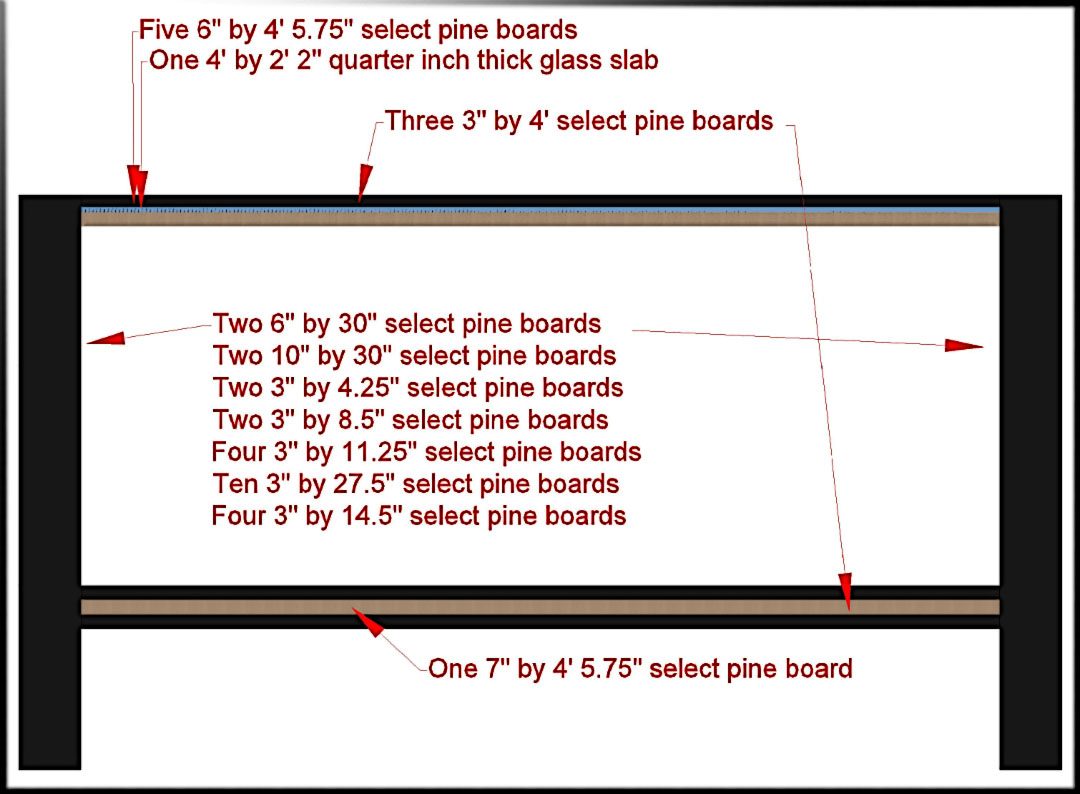 Five 6" by 4' 5.75" select pine boards
One 4' by 2' 2" quarter inch thick glass slab
Three 3" by 4' select pine boards
Two 6" by 30" select pine boards
Two 10" by 30" select pine boards
Two 3" by 4.25" select pine boards
Two 3" by 8.5" select pine boards
Four 3" by 11.25" select pine boards
Ten 3" by 27.5" select pine boards
Four 3" by 14.5" select pine boards
One 7" by 4' 5.75" select pine board